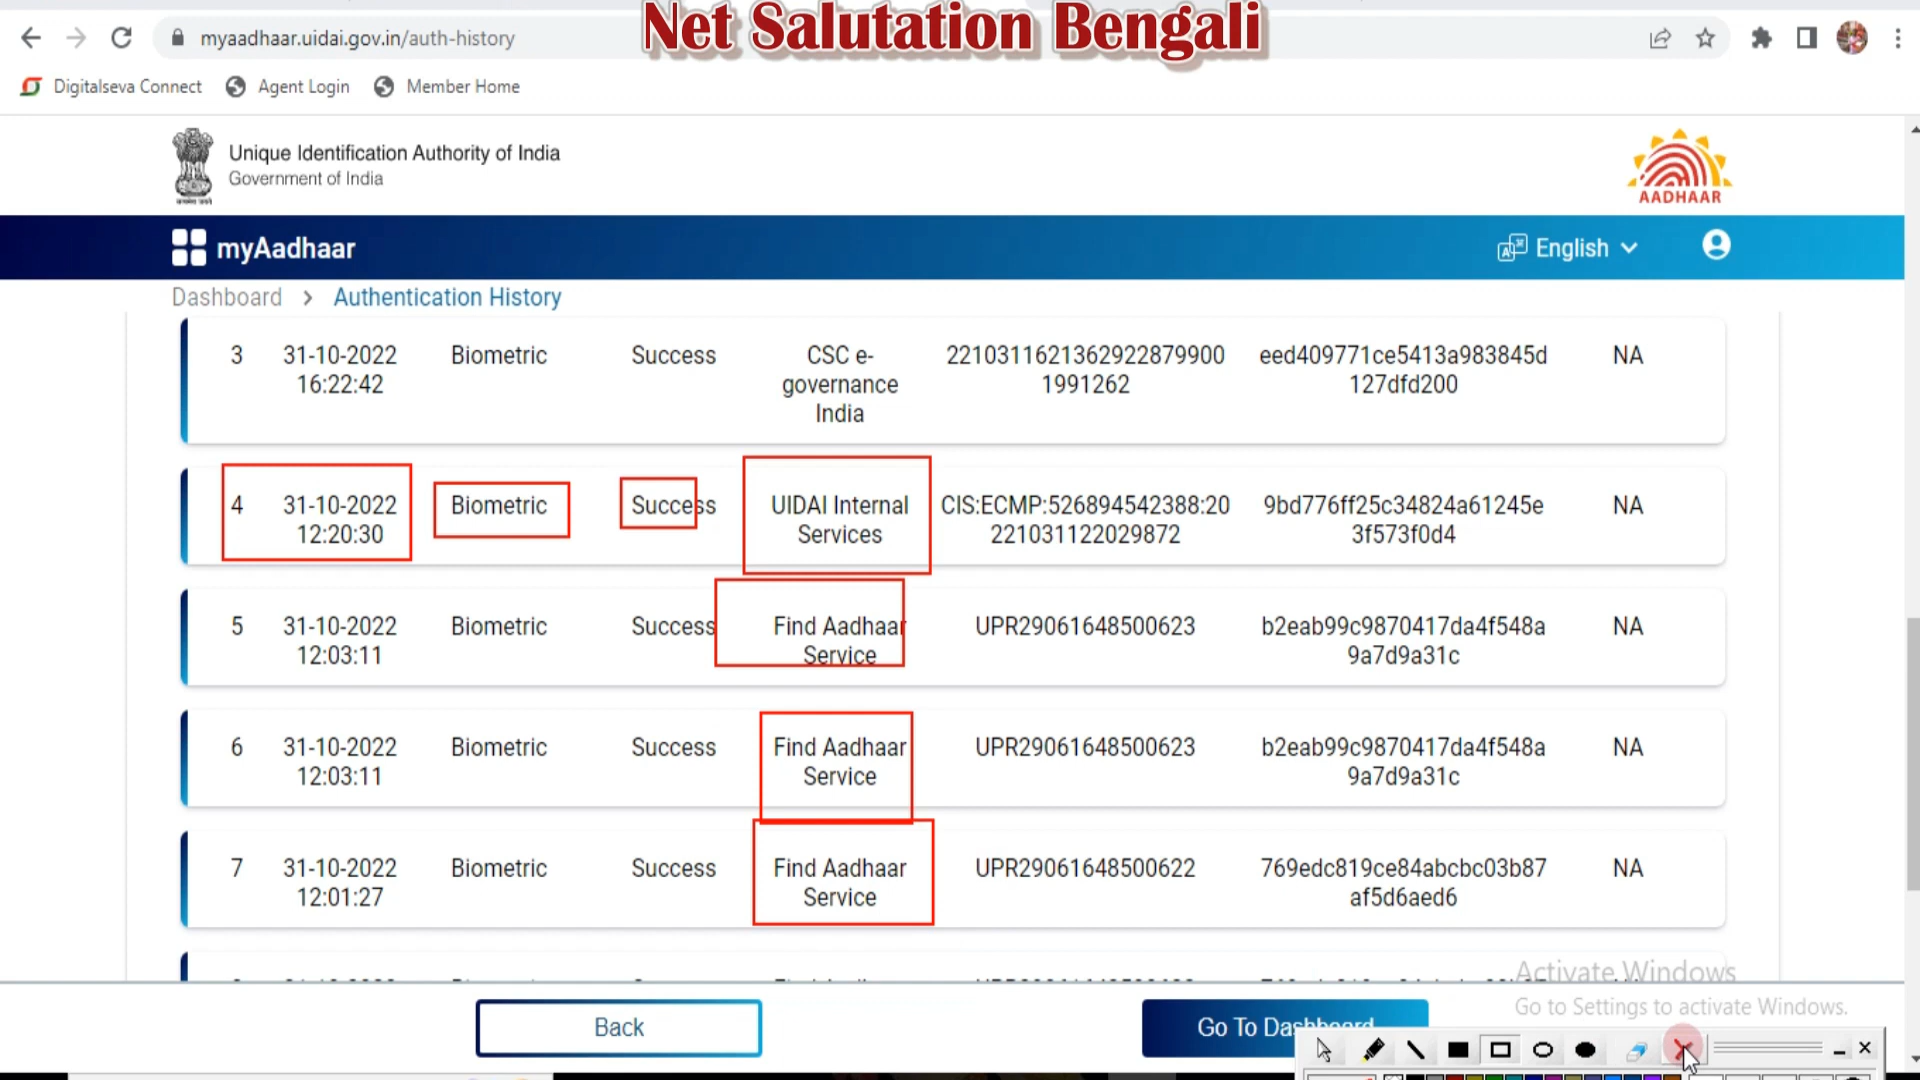 Net Salutation Bengali
myaadhaar.uidai.gov.in/auth-history
Digitalseva Connect Agent Login Member Home
Unique Identification Authority of India
Government of India
AADHAAR
myAadhaar English
Dashboard > Authentication History
3 31-10-2022 Biometric Success CSC e- 2210311621362922879900 eed409771ce5413a983845d NA
16:22:42 governance 1991262 127dfd200
India
4 31-10-2022 Biometric Success UIDAI Internal CIS:ECMP:526894542388:20 9bd776ff25c34824a61245e NA
12:20:30 Services 221031122029872 3f573f0d4
5 31-10-2022 Biometric Success Find Aadhaar UPR29061648500623 b2eab99c9870417da4f548a NA
12:03:11 Service 9a7d9a31c
6 31-10-2022 Biometric Success Find Aadhaar UPR29061648500623 b2eab99c9870417da4f548a NA
12:03:11 Service 9a7d9a31c
7 31-10-2022 Biometric Success Find Aadhaar UPR29061648500622 769edc819ce84abcbc03b87 NA
12:01:27 Service af5d6aed6
Activate Windows
Go to Settings to activate Windows.
Back Go To Dashboard